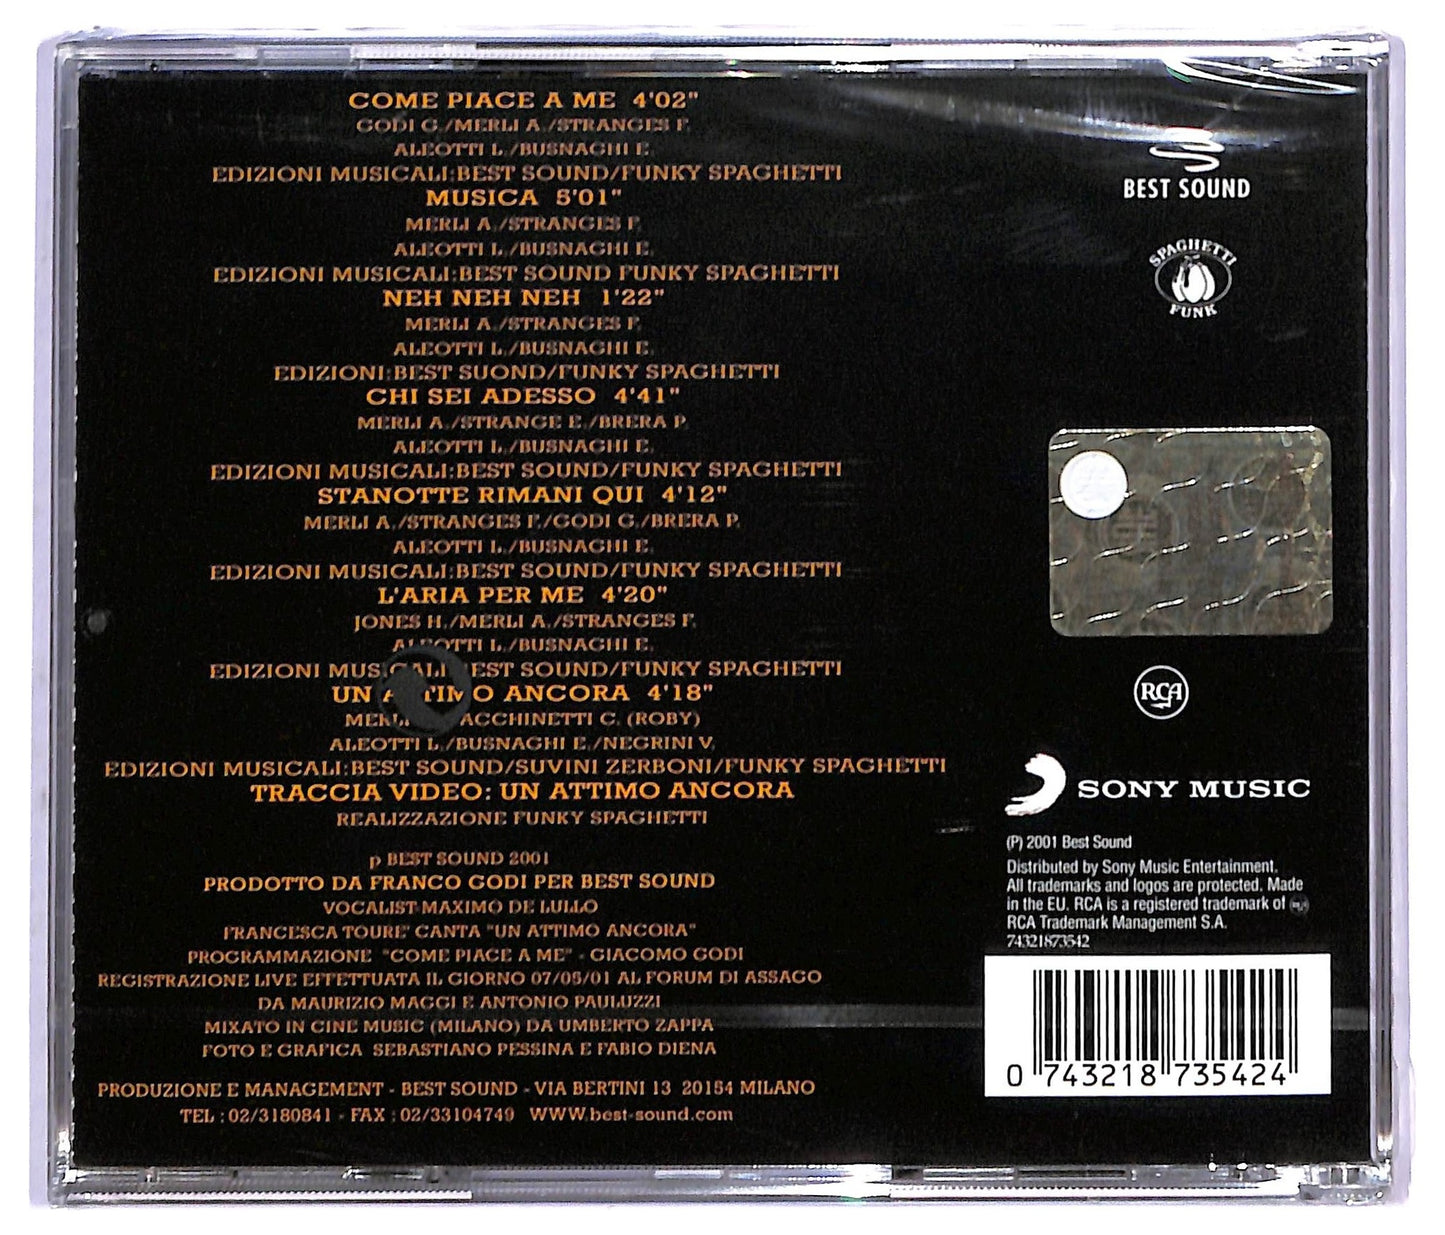 COME PIACE A ME 4'02"
GODI G./MERLI A./STRANGES F.
ALEOTTI L./BUSNAGHI E.
EDIZIONI MUSICALI:BEST SOUND/FUNKY SPAGHETTI
MUSICA 5'01"
MERLI A./STRANGES F.
ALEOTTI L./BUSNAGHI E.
EDIZIONI MUSICALI:BEST SOUND FUNKY SPAGHETTI
NEH NEH NEH 1'22"
MERLI A./STRANGES F.
ALEOTTI L./BUSNAGHI E.
EDIZIONI:BEST SUOND/FUNKY SPAGHETTI
CHI SEI ADESSO 4'41"
MERLI A./STRANGE E./BRERA P.
ALEOTTI L./BUSNAGHI E.
EDIZIONI MUSICALI:BEST SOUND/FUNKY SPAGHETTI
STANOTTE RIMANI QUI 4'12"
MERLI A./STRANGES F./GODI G./BRERA P.
ALEOTTI L./BUSNAGHI E.
EDIZIONI MUSICALI:BEST SOUND/FUNKY SPAGHETTI
L'ARIA PER ME 4'20"
JONES H./MERLI A./STRANGES F.
ALEOTTI L./BUSNAGHI E.
EDIZIONI MUSICALI:BEST SOUND/FUNKY SPAGHETTI
UN ATTIMO ANCORA 4'18"
C. (ROBY)
ALEOTTI L./BUSNAGHI E./NEGRINI V.
EDIZIONI MUSICALI:BEST SOUND/SUVINI ZERBONI/FUNKY SPAGHETTI
TRACCIA VIDEO: UN ATTIMO ANCORA
REALIZZAZIONE FUNKY SPAGHETTI
p BEST SOUND 2001
PRODOTTO DA FRANCO GODI PER BEST SOUND
VOCALIST MAXIMO DE LULLO
FRANCESCA TOURE' CANTA "UN ATTIMO ANCORA"
PROGRAMMAZIONE "COME PIACE A ME" - GIACOMO GODI
REGISTRAZIONE LIVE EFFETTUATA IL GIORNO 07/05/01 AL FORUM DI ASSAGO
DA MAURIZIO MAGGI E ANTONIO PAULUZZI
MIXATO IN CINE MUSIC (MILANO) DA UMBERTO ZAPPA
FOTO E GRAFICA SEBASTIANO PESSINA E FABIO DIENA
PRODUZIONE E MANAGEMENT - BEST SOUND - VIA BERTINI 13 20154 MILANO
TEL : 02/3180841 - FAX : 02/33104749 WWW.best-sound.com
BEST SOUND
SPAGHETTI
FUNK
RCA
SONY MUSIC
(P) 2001 Best Sound
Distributed by Sony Music Entertainment.
All trademarks and logos are protected. Made
in the EU. RCA is a registered trademark of
RCA Trademark Management S.A.
74321873542
0 743218 735424